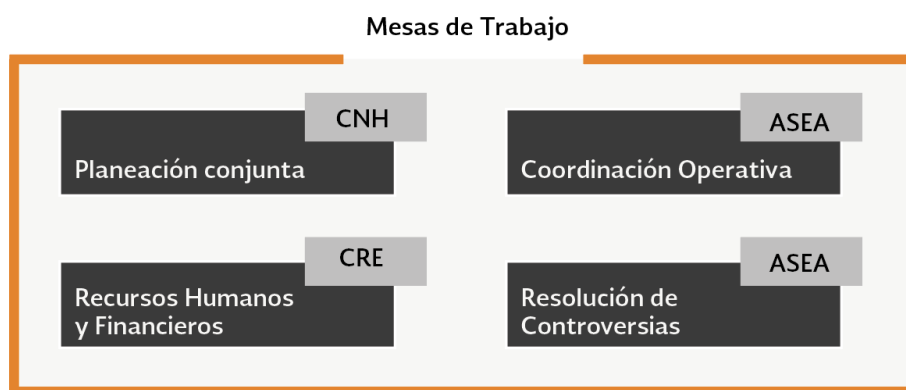 Mesas de Trabajo
CNH
Planeación conjunta
ASEA
Coordinación Operativa
CRE
Recursos Humanos
y Financieros
ASEA
Resolución de
Controversias